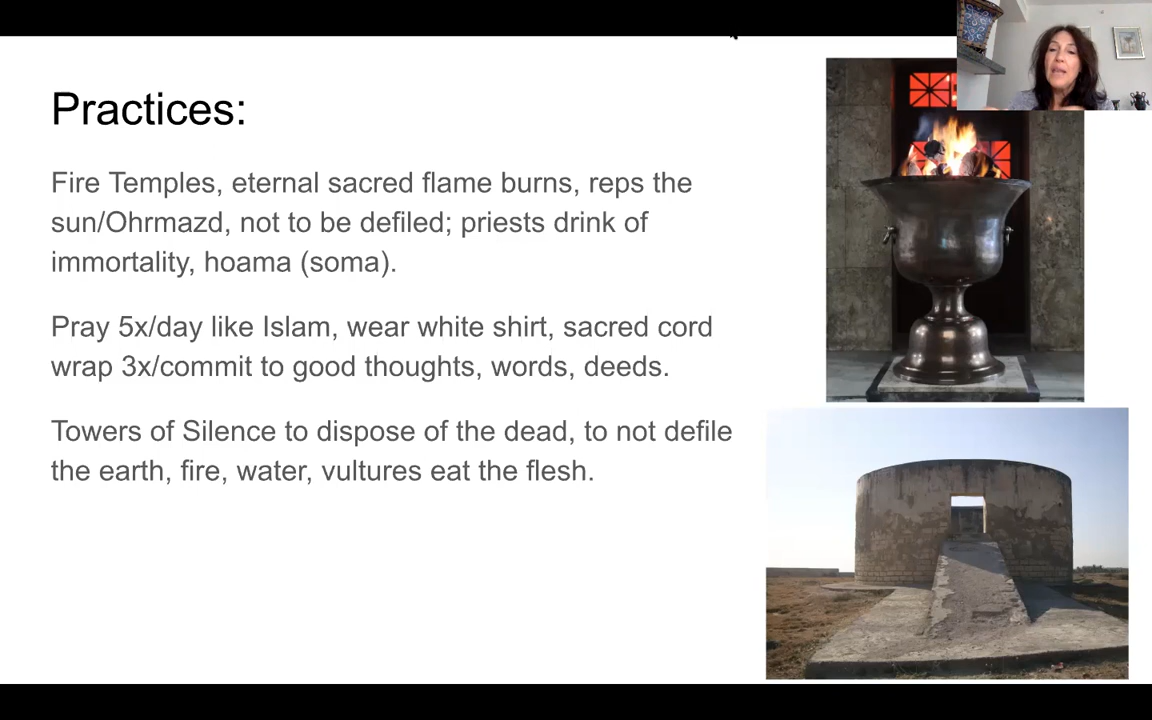 Practices:
Fire Temples, eternal sacred flame burns, reps the
sun/Ohrmazd, not to be defiled; priests drink of
immortality, hoama (soma).
Pray 5x/day like Islam, wear white shirt, sacred cord
wrap 3x/commit to good thoughts, words, deeds.
Towers of Silence to dispose of the dead, to not defile
the earth, fire, water, vultures eat the flesh.